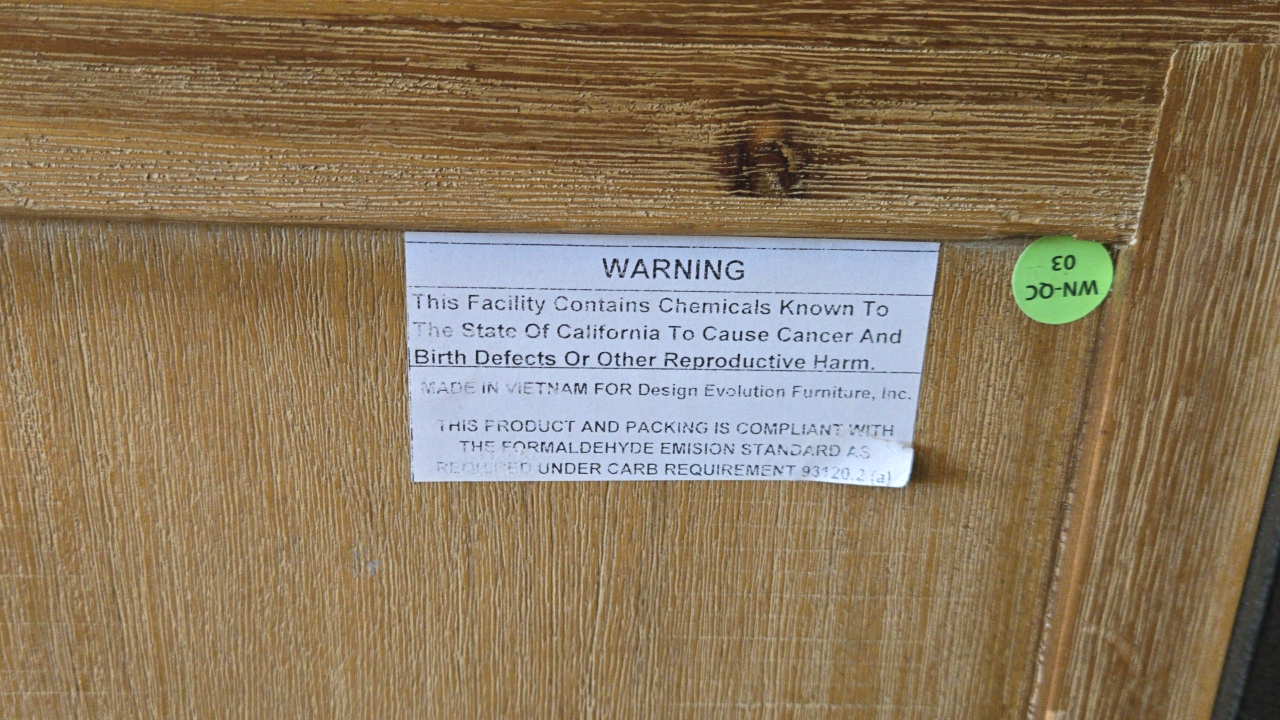 WARNING
This Facility Contains Chemicals Known To
The State Of California To Cause Cancer And
Birth Defects Or Other Reproductive Harm.
MADE IN VIETNAM FOR Design Evolution Furniture, Inc.
THIS PRODUCT AND PACKING IS COMPLIANT WITH
THE FORMALDEHYDE EMISION STANDARD AS
REQUIRED UNDER CARB REQUIREMENT 93120.2 (a)
WN-QC
03